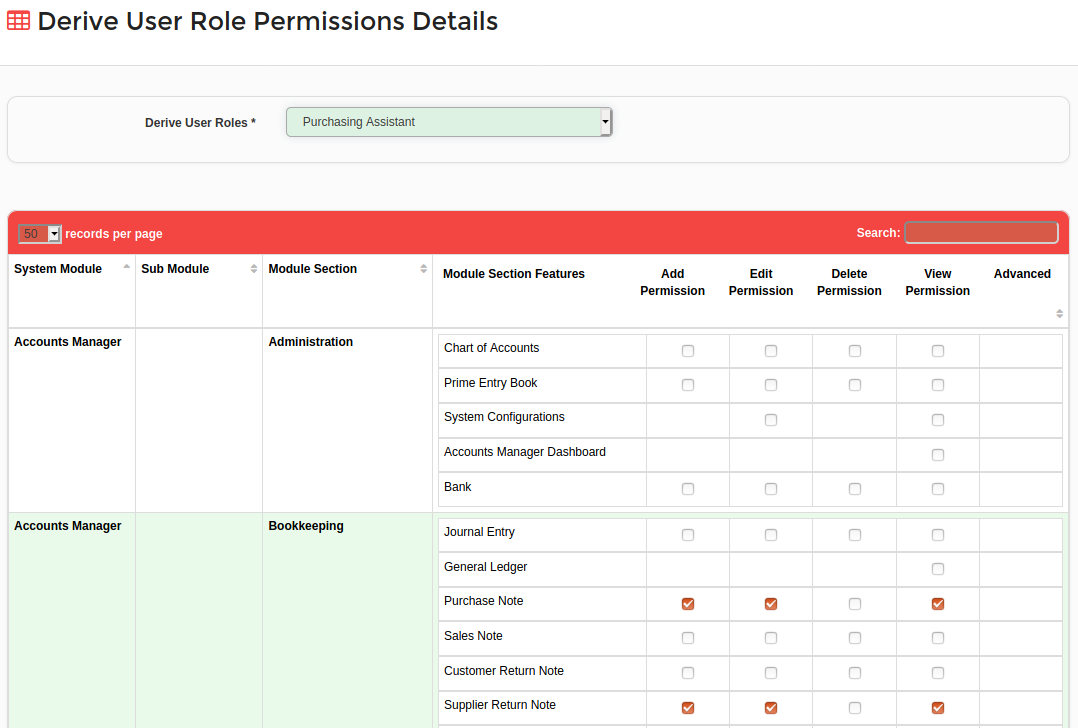 Derive User Role Permissions Details
Derive User Roles *
Purchasing Assistant
50 records per page
Search:
System Module
Sub Module
Module Section
Module Section Features
Add Permission
Edit Permission
Delete Permission
View Permission
Advanced
Accounts Manager
Administration
Chart of Accounts
Prime Entry Book
System Configurations
Accounts Manager Dashboard
Bank
Accounts Manager
Bookkeeping
Journal Entry
General Ledger
Purchase Note
Sales Note
Customer Return Note
Supplier Return Note